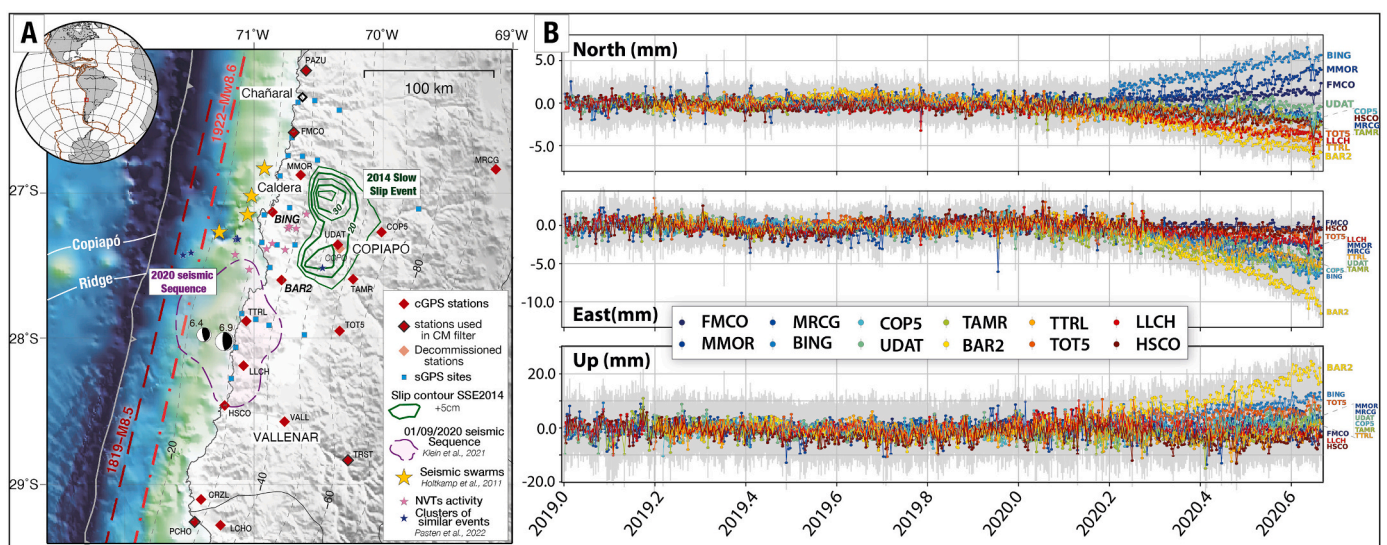 A
71°W
70°W
69°W
100 km
27°S
28°S
29°S
1922-Mw8.6
1819-M8.5
Copiapó
Ridge
PAZU
Chañaral
FMCO
MRCG
MMOR
Caldera
2014 Slow
Slip Event
BING
30
20
UDAT
COP5
COPIAPÓ
COPO
2020 seismic
Sequence
BAR2
TAMR
−80
TTRL
TOT5
6.4
6.9
LLCH
HSCO
VALL
VALLENAR
TRST
−20
−40
−60
QRZL
PCHO
LCHO
cGPS stations
stations used
in CM filter
Decommissioned
stations
sGPS sites
Slip contour SSE2014
+5cm
01/09/2020 seismic
Sequence
Klein et al., 2021
Seismic swarms
Holtkamp et al., 2011
NVTs activity
Clusters of
similar events
Pasten et al., 2022
B
North (mm)
5.0
0.0
−5.0
BING
MMOR
FMCO
UDAT
COP5
HSCO
MRCG
TOT5
TAMR
LLCH
TTRL
BAR2
East(mm)
0.0
−5.0
−10.0
FMCO
HSCO
TOT5
LLCH
MMOR
MRCG
TTRL
UDAT
COP5
TAMR
BING
BAR2
FMCO MRCG COP5 TAMR TTRL LLCH
MMOR BING UDAT BAR2 TOT5 HSCO
Up (mm)
20.0
0.0
−20.0
BAR2
BING
TOT5
MMOR
MRCG
UDAT
COP5
FMCO
TAMR
TTRL
LLCH
HSCO
2019.0
2019.2
2019.4
2019.6
2019.8
2020.0
2020.2
2020.4
2020.6